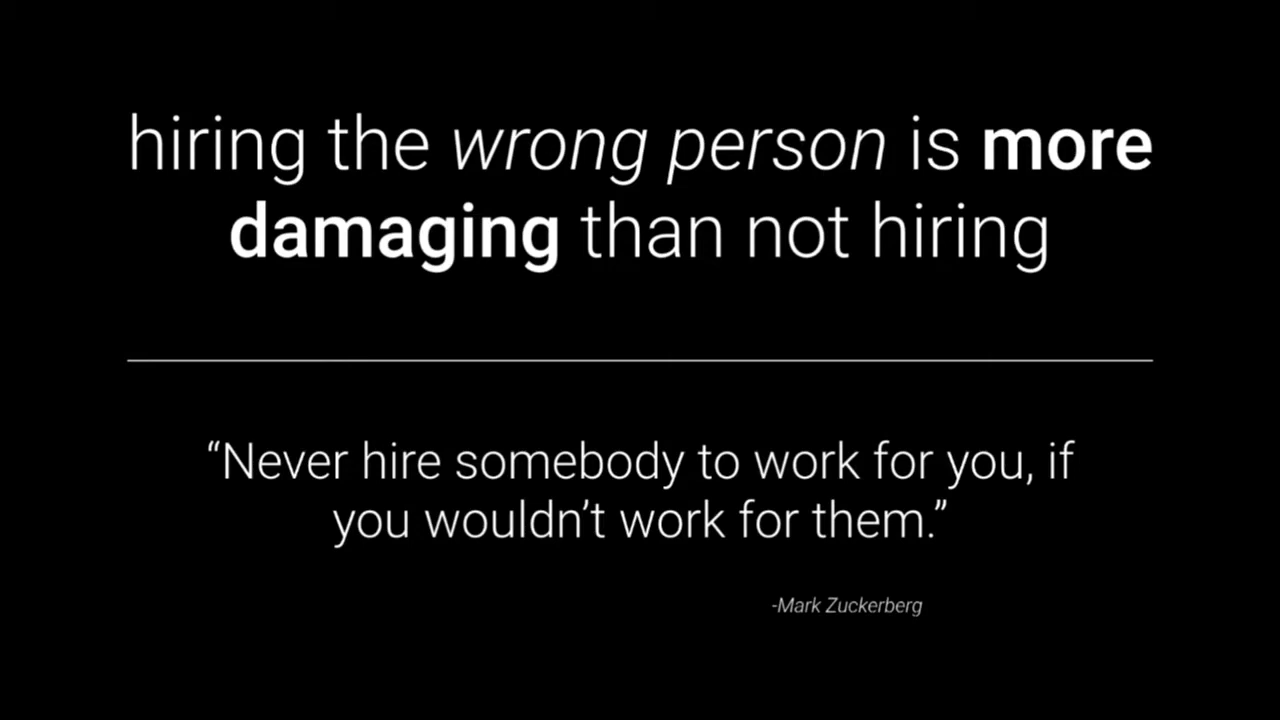 hiring the wrong person is more
damaging than not hiring
“Never hire somebody to work for you, if
you wouldn’t work for them.”
-Mark Zuckerberg